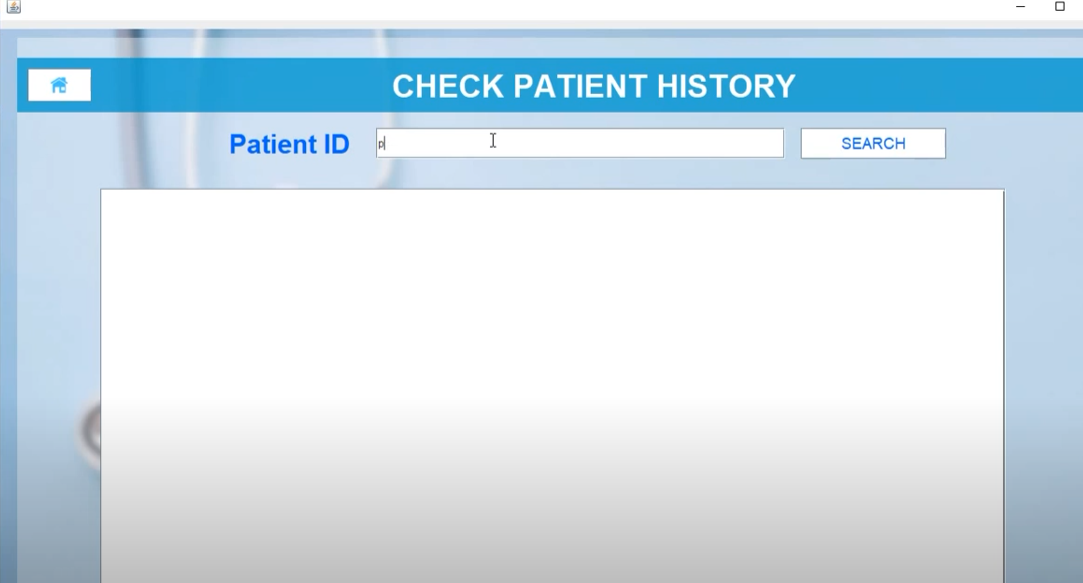 CHECK PATIENT HISTORY
Patient ID
p
SEARCH